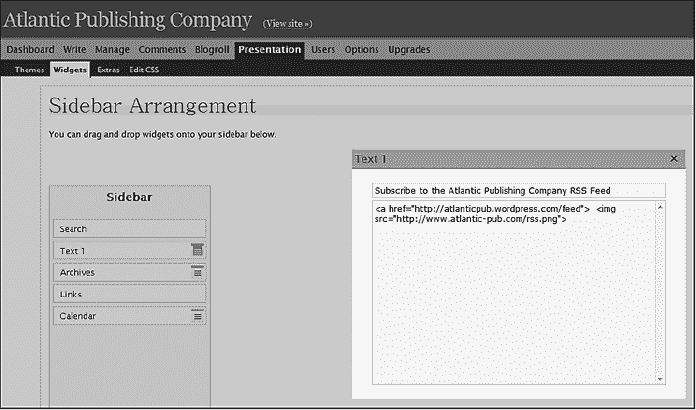 Atlantic Publishing Company (View site »)
Dashboard Write Manage Comments Blogroll Presentation Users Options Upgrades
Themes Widgets Extras Edit CSS
Sidebar Arrangement
You can drag and drop widgets onto your sidebar below.
Text 1
Subscribe to the Atlantic Publishing Company RSS Feed
<a href="http://atlanticpub.wordpress.com/feed"> <img
src="http://www.atlantic-pub.com/rss.png">
Sidebar
Search
Text 1
Archives
Links
Calendar